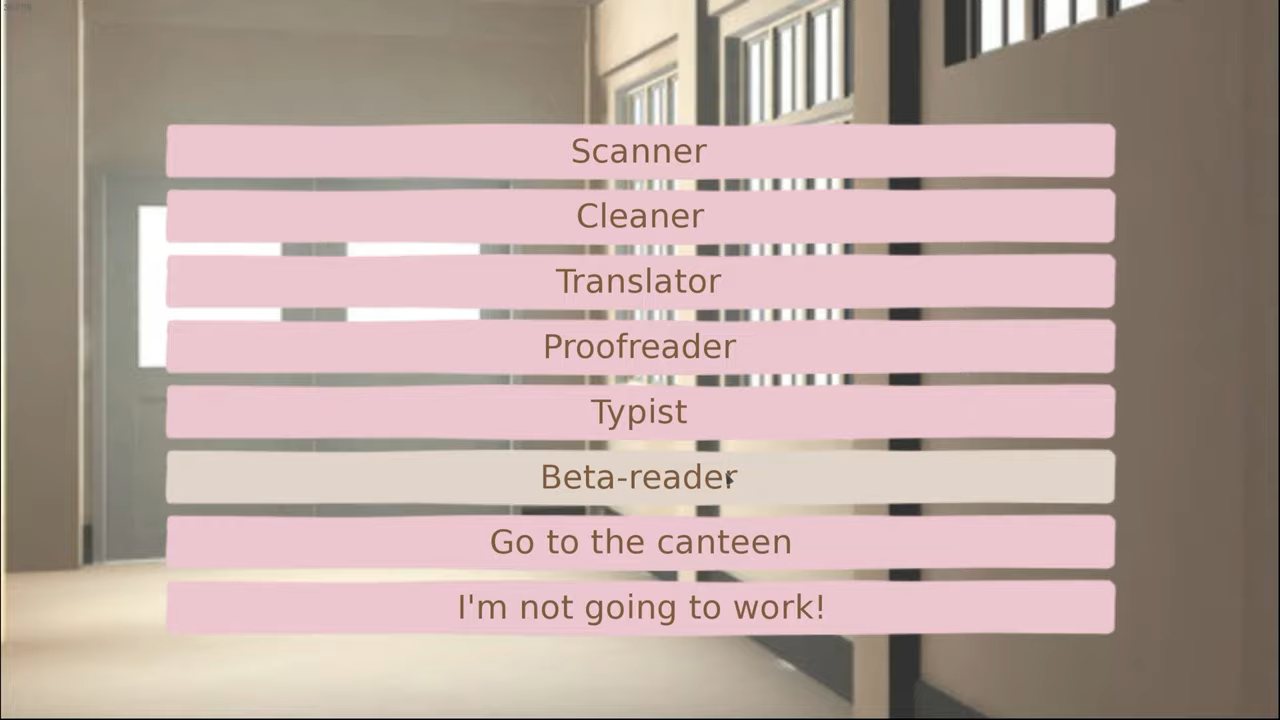 Scanner
Cleaner
Translator
Proofreader
Typist
Beta-reader
Go to the canteen
I'm not going to work!